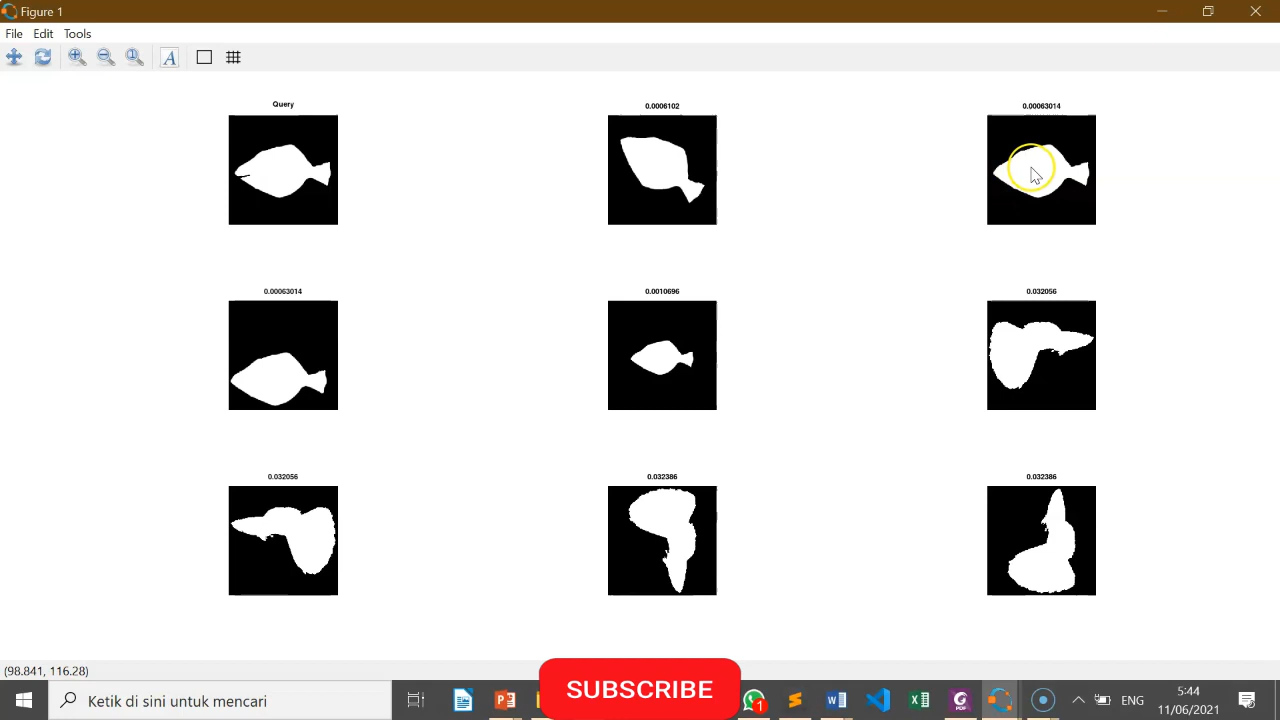 Figure 1
File Edit Tools
A
Query
0.0006102
0.00063014
0.00063014
0.0010696
0.032056
0.032056
0.032386
0.032386
(98.841, 116.28)
SUBSCRIBE
Ketik di sini untuk mencari
1
ENG
5:44
11/06/2021